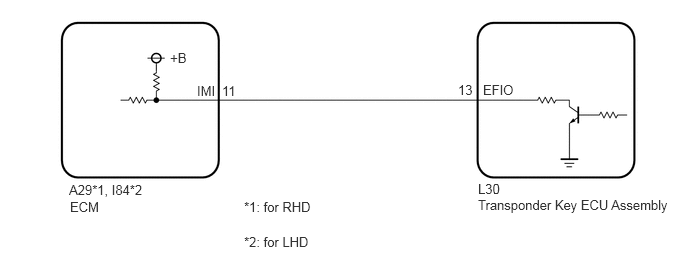 +B
IMI 11
13 EFIO
A29*1, I84*2
ECM
L30
Transponder Key ECU Assembly
*1: for RHD
*2: for LHD